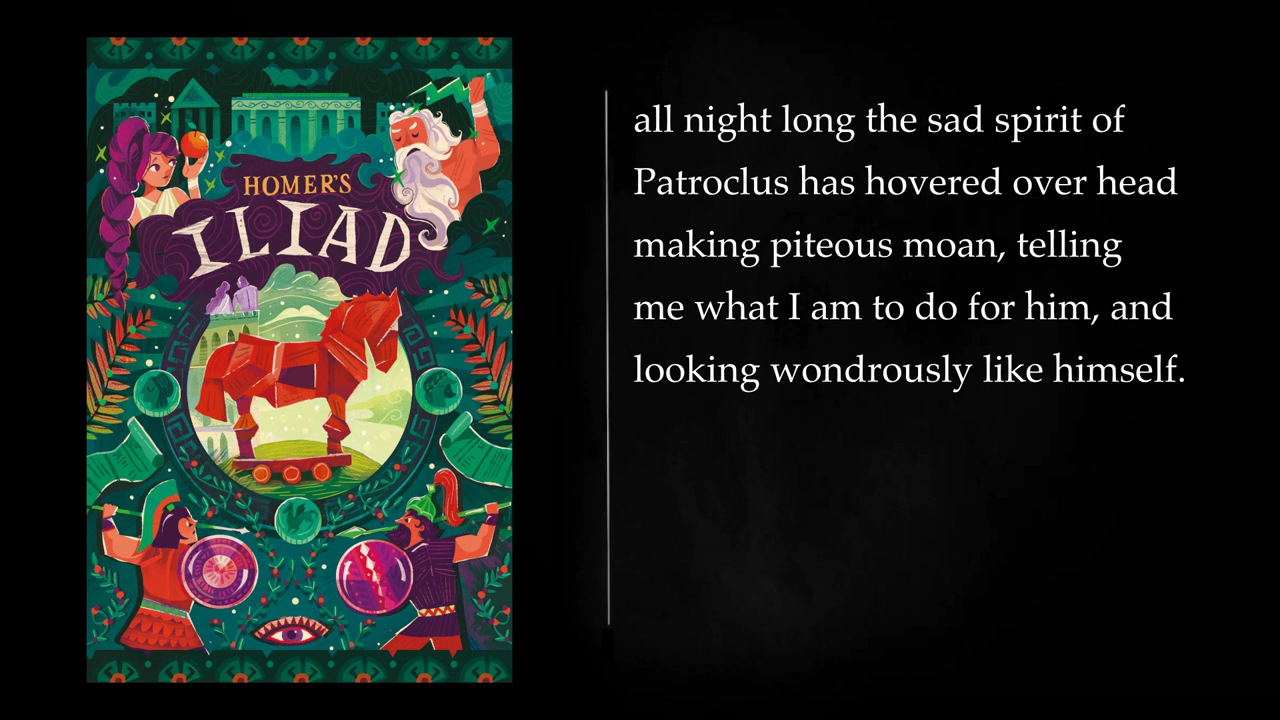 HOMER'S
ILIAD
all night long the sad spirit of
Patroclus has hovered over head
making piteous moan, telling
me what I am to do for him, and
looking wondrously like himself.